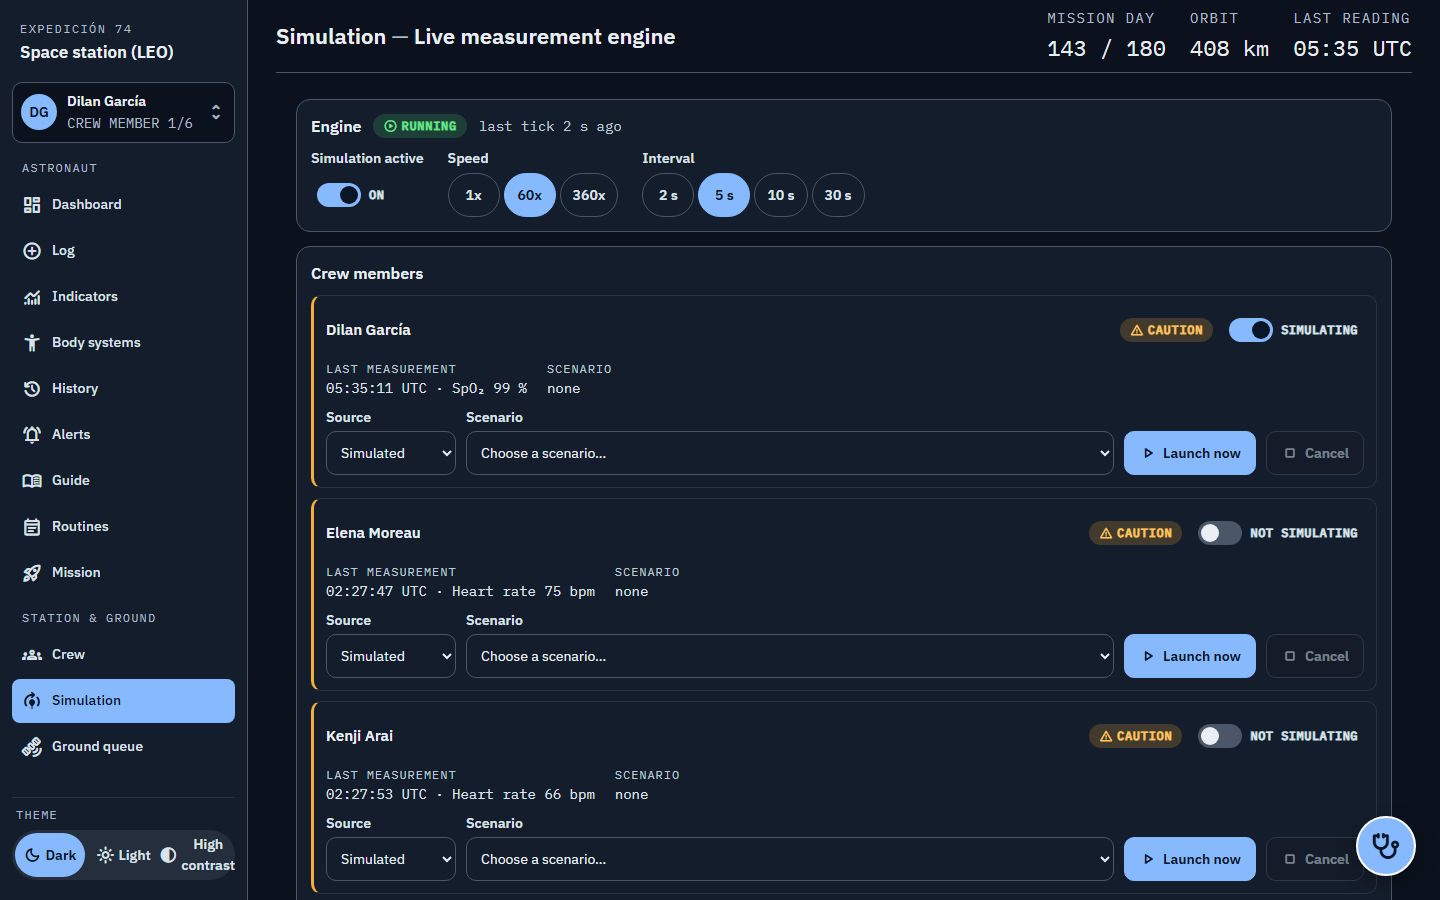 EXPEDICIÓN 74
Space station (LEO)
DG
Dilan García
CREW MEMBER 1/6
ASTRONAUT
Dashboard
Log
Indicators
Body systems
History
Alerts
Guide
Routines
Mission
STATION & GROUND
Crew
Simulation
Ground queue
THEME
Dark
Light
High contrast
Simulation — Live measurement engine
MISSION DAY
143 / 180
ORBIT
408 km
LAST READING
05:35 UTC
Engine
RUNNING
last tick 2 s ago
Simulation active
ON
Speed
1x
60x
360x
Interval
2 s
5 s
10 s
30 s
Crew members
Dilan García
CAUTION
SIMULATING
LAST MEASUREMENT
05:35:11 UTC · SpO₂ 99 %
SCENARIO
none
Source
Simulated
Scenario
Choose a scenario...
Launch now
Cancel
Elena Moreau
CAUTION
NOT SIMULATING
LAST MEASUREMENT
02:27:47 UTC · Heart rate 75 bpm
SCENARIO
none
Source
Simulated
Scenario
Choose a scenario...
Launch now
Cancel
Kenji Arai
CAUTION
NOT SIMULATING
LAST MEASUREMENT
02:27:53 UTC · Heart rate 66 bpm
SCENARIO
none
Source
Simulated
Scenario
Choose a scenario...
Launch now
Cancel